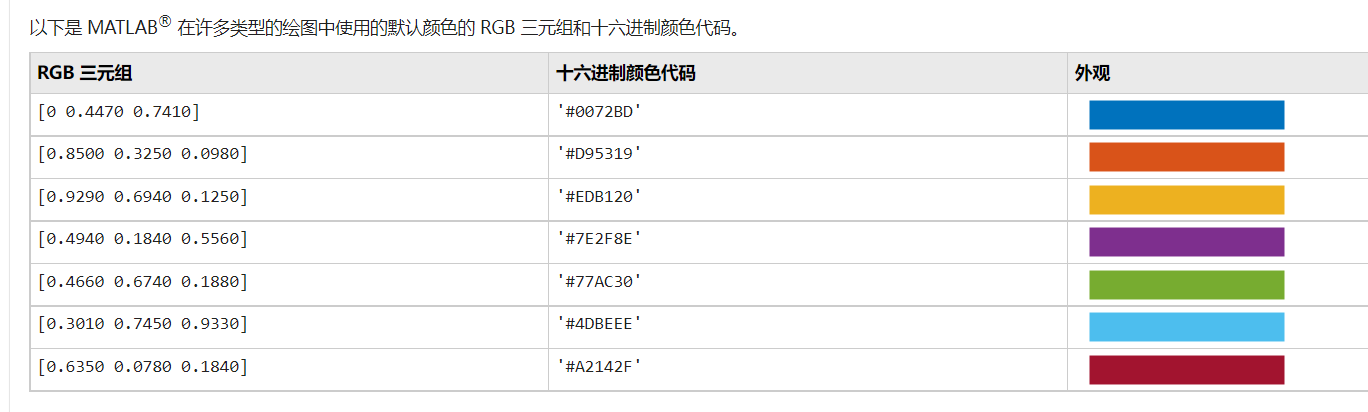 以下是 MATLAB® 在许多类型的绘图中使用的默认颜色的 RGB 三元组和十六进制颜色代码。
RGB 三元组 十六进制颜色代码 外观
[0 0.4470 0.7410] '#0072BD'
[0.8500 0.3250 0.0980] '#D95319'
[0.9290 0.6940 0.1250] '#EDB120'
[0.4940 0.1840 0.5560] '#7E2F8E'
[0.4660 0.6740 0.1880] '#77AC30'
[0.3010 0.7450 0.9330] '#4DBEEE'
[0.6350 0.0780 0.1840] '#A2142F'